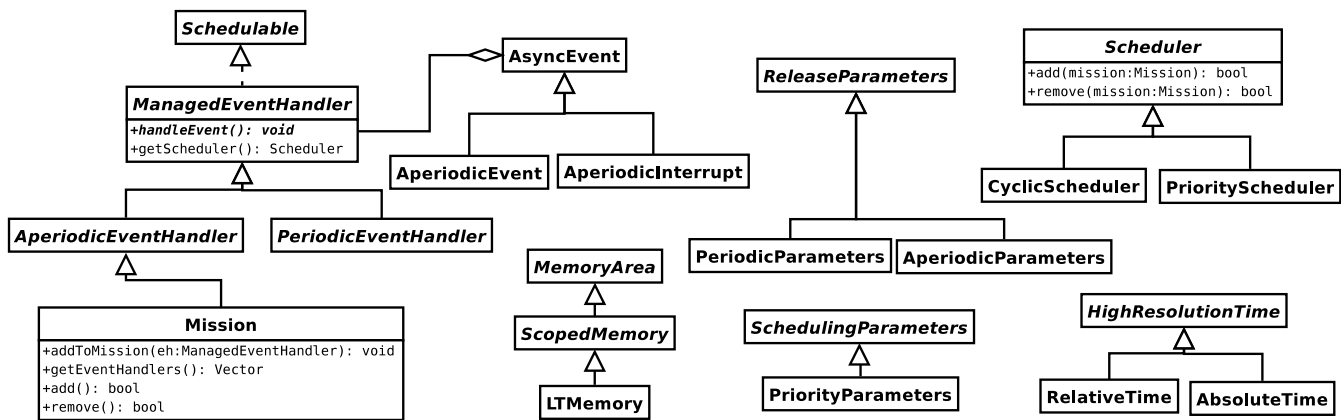 Schedulable
ManagedEventHandler
+handleEvent(): void
+getScheduler(): Scheduler
AperiodicEventHandler
PeriodicEventHandler
Mission
+addToMission(eh:ManagedEventHandler): void
+getEventHandlers(): Vector
+add(): bool
+remove(): bool
AsyncEvent
AperiodicEvent
AperiodicInterrupt
MemoryArea
ScopedMemory
LTMemory
ReleaseParameters
PeriodicParameters
AperiodicParameters
SchedulingParameters
PriorityParameters
Scheduler
+add(mission:Mission): bool
+remove(mission:Mission): bool
CyclicScheduler
PriorityScheduler
HighResolutionTime
RelativeTime
AbsoluteTime